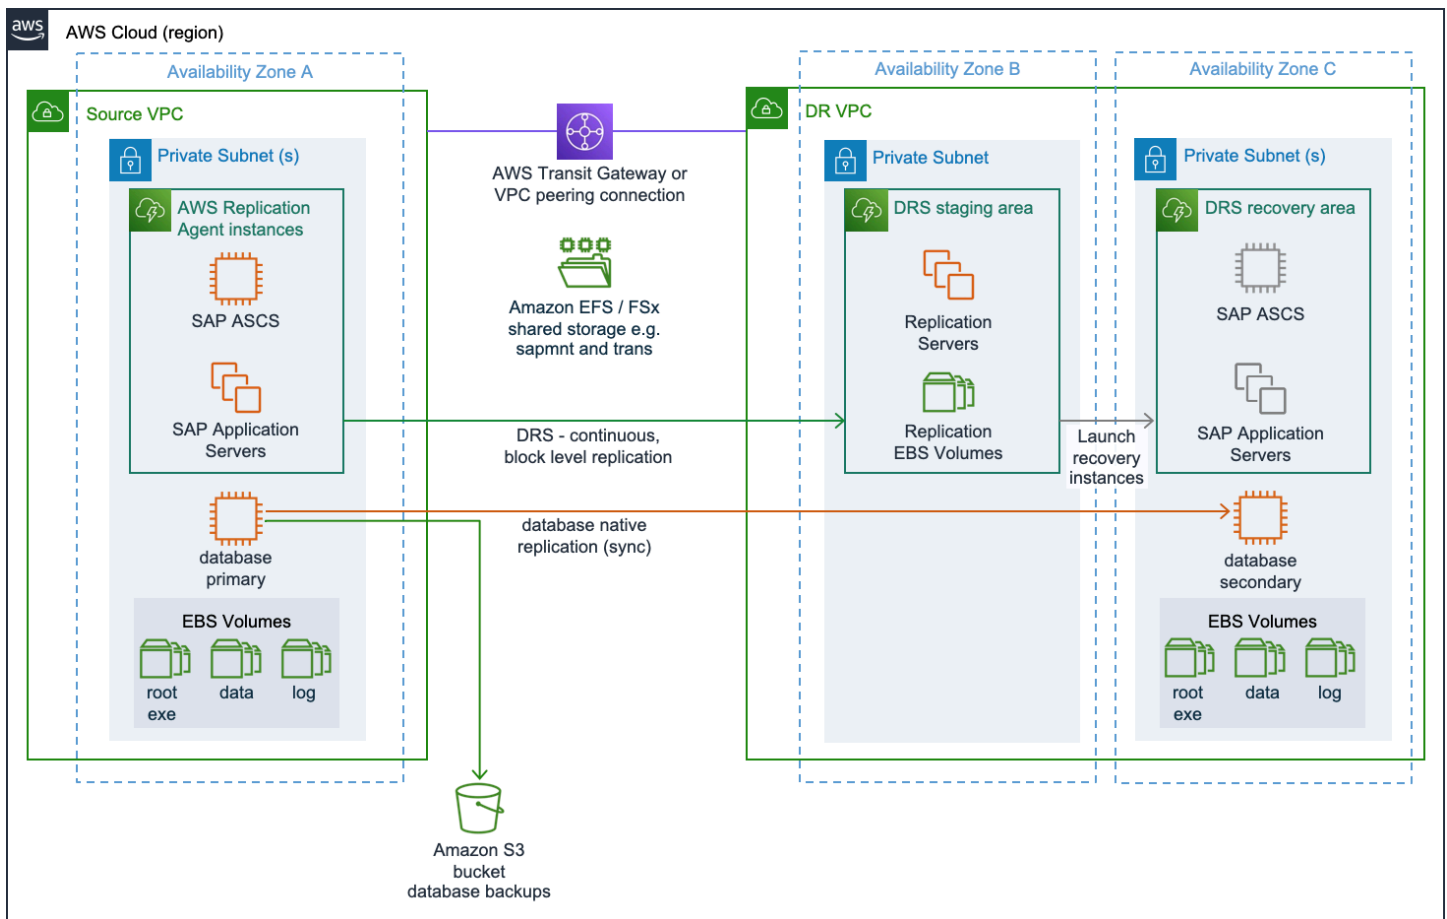 aws
AWS Cloud (region)
Availability Zone A
Availability Zone B
Availability Zone C
Source VPC
DR VPC
Private Subnet (s)
AWS Replication
Agent instances
SAP ASCS
SAP Application
Servers
database
primary
EBS Volumes
root
exe
data
log
AWS Transit Gateway or
VPC peering connection
Amazon EFS / FSx
shared storage e.g.
sapmnt and trans
DRS - continuous,
block level replication
database native
replication (sync)
Amazon S3
bucket
database backups
Private Subnet
DRS staging area
Replication
Servers
Replication
EBS Volumes
Launch
recovery
instances
Private Subnet (s)
DRS recovery area
SAP ASCS
SAP Application
Servers
database
secondary
EBS Volumes
root
exe
data
log